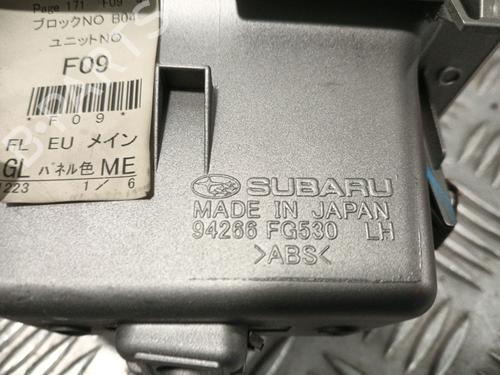 Page 171 F09
ブロックNO B04
ユニットNO
F09
F09*
FL EU メイン
GL パネル色 ME
1223 1/6
SUBARU
MADE IN JAPAN
94266 FG530 LH
>ABS<